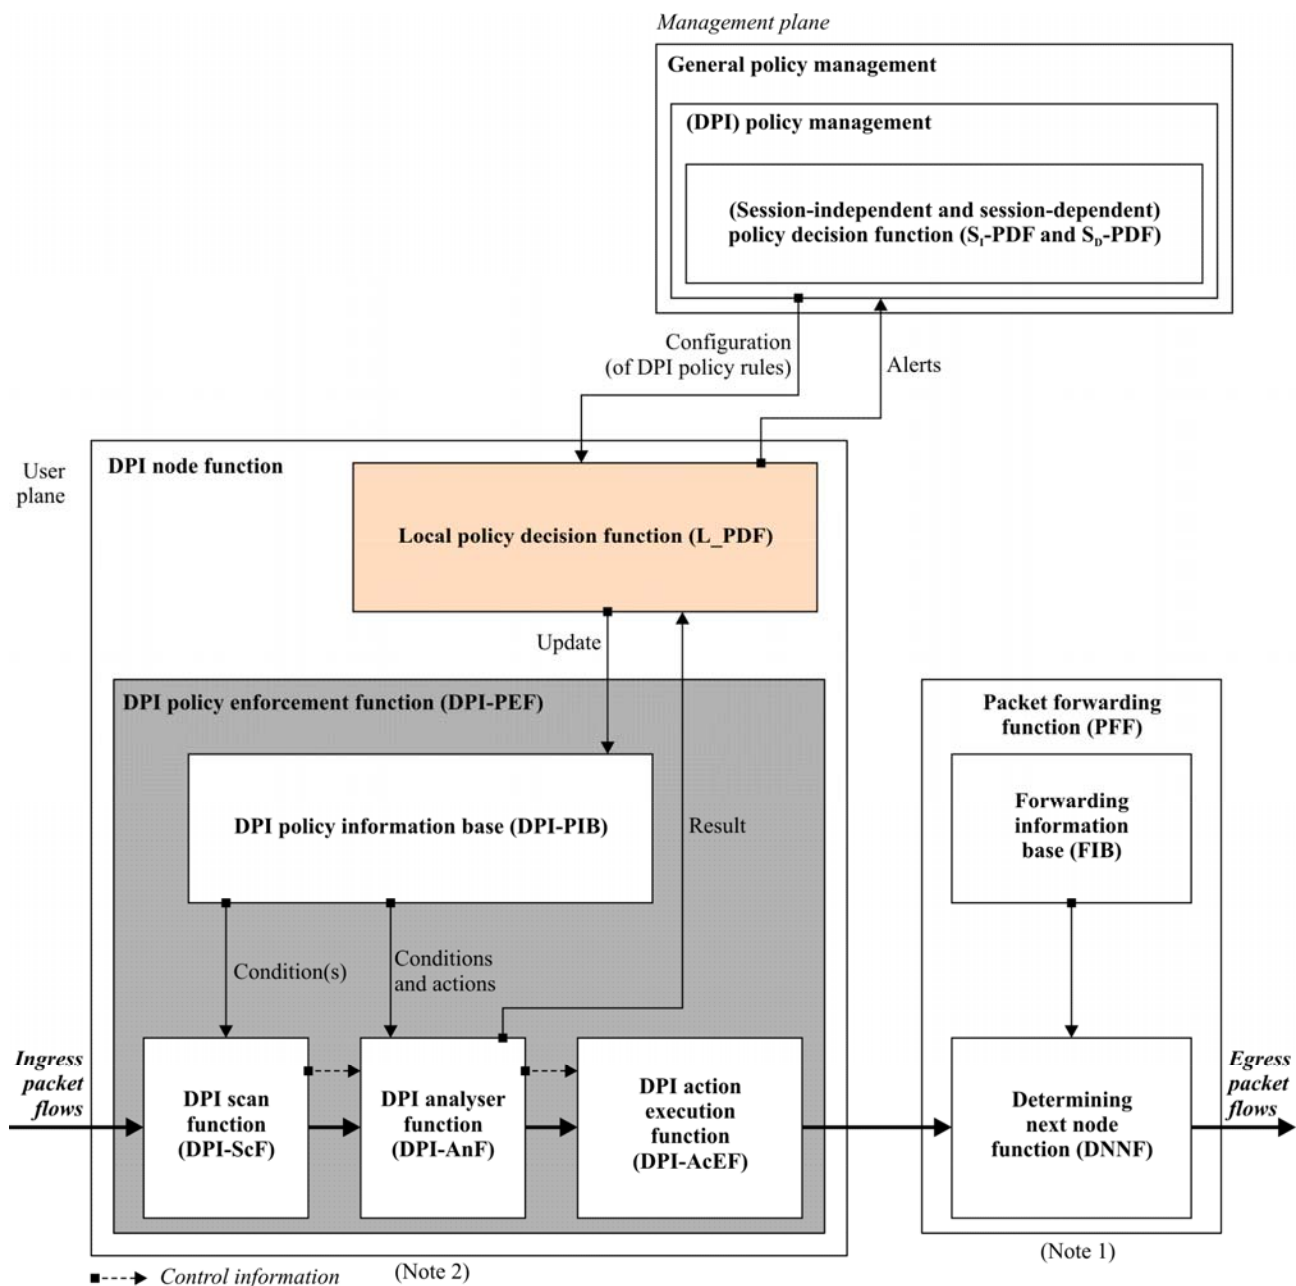 Management plane
General policy management
(DPI) policy management
(Session-independent and session-dependent)
policy decision function (SI-PDF and SD-PDF)
Configuration
(of DPI policy rules)
Alerts
User
plane
DPI node function
Local policy decision function (L_PDF)
Update
DPI policy enforcement function (DPI-PEF)
DPI policy information base (DPI-PIB)
Result
Condition(s)
Conditions
and actions
Packet forwarding
function (PFF)
Forwarding
information
base (FIB)
Ingress
packet
flows
DPI scan
function
(DPI-ScF)
DPI analyser
function
(DPI-AnF)
DPI action
execution
function
(DPI-AcEF)
Determining
next node
function (DNNF)
Egress
packet
flows
(Note 1)
Control information
(Note 2)